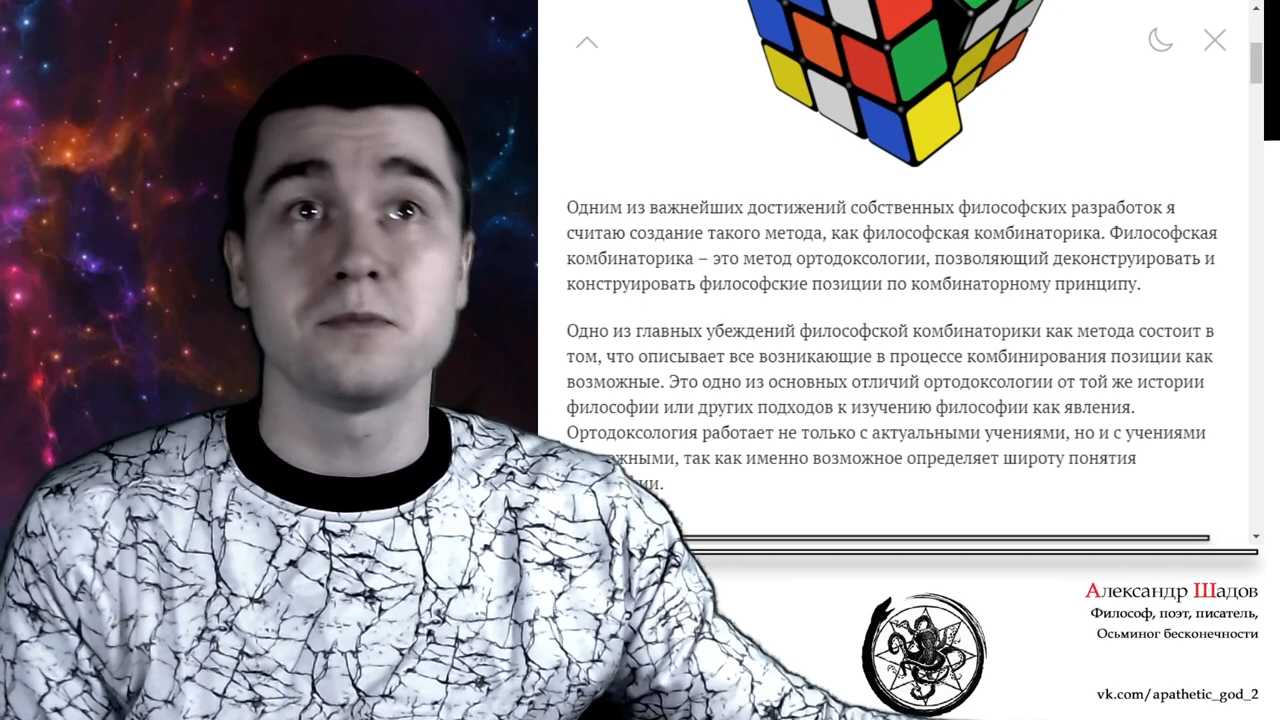 Одним из важнейших достижений собственных философских разработок я
считаю создание такого метода, как философская комбинаторика. Философская
комбинаторика – это метод ортодоксологии, позволяющий деконструировать и
конструировать философские позиции по комбинаторному принципу.
Одно из главных убеждений философской комбинаторики как метода состоит в
том, что описывает все возникающие в процессе комбинирования позиции как
возможные. Это одно из основных отличий ортодоксологии от той же истории
философии или других подходов к изучению философии как явления.
Ортодоксология работает не только с актуальными учениями, но и с учениями
так как именно возможное определяет широту понятия
Александр Шадов
Философ, поэт, писатель,
Осьминог бесконечности
vk.com/apathetic_god_2